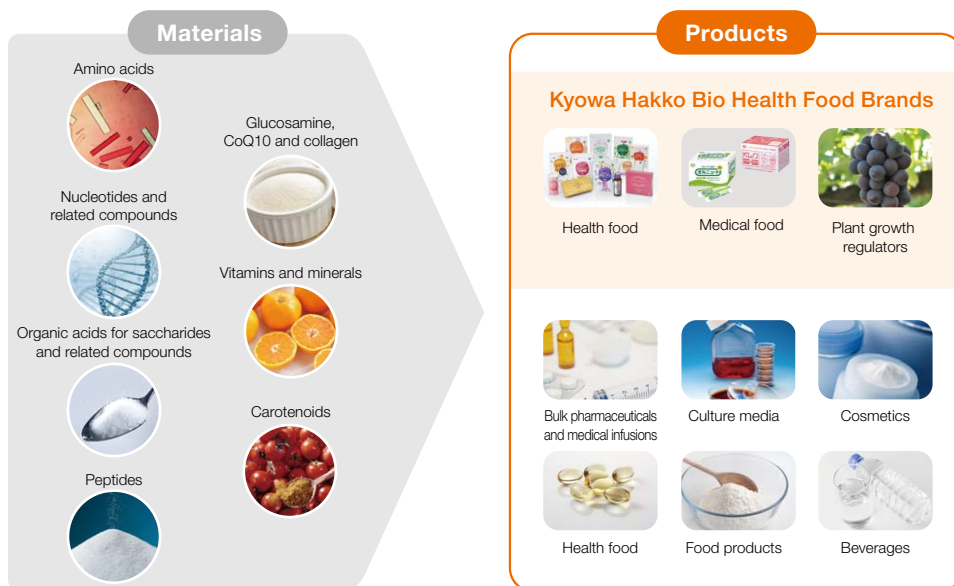 Materials
Amino acids
Nucleotides and
related compounds
Organic acids for saccharides
and related compounds
Peptides
Glucosamine,
CoQ10 and collagen
Vitamins and minerals
Carotenoids
Products
Kyowa Hakko Bio Health Food Brands
Health food
Medical food
Plant growth
regulators
Bulk pharmaceuticals
and medical infusions
Culture media
Cosmetics
Health food
Food products
Beverages